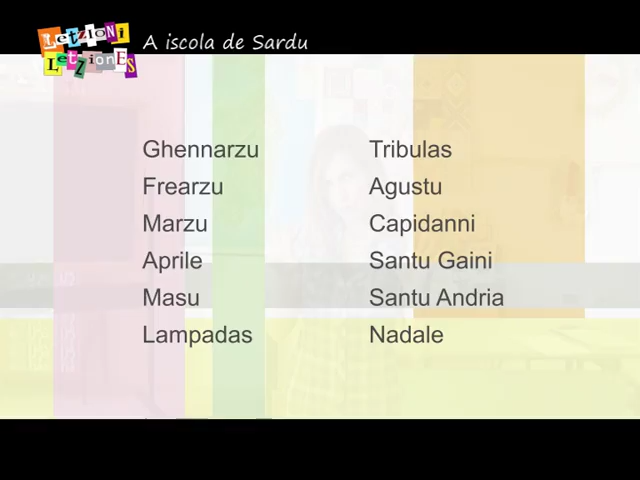 LetzIoNi
LetZIonES
A iscola de Sardu
Ghennarzu
Frearzu
Marzu
Aprile
Masu
Lampadas
Tribulas
Agustu
Capidanni
Santu Gaini
Santu Andria
Nadale